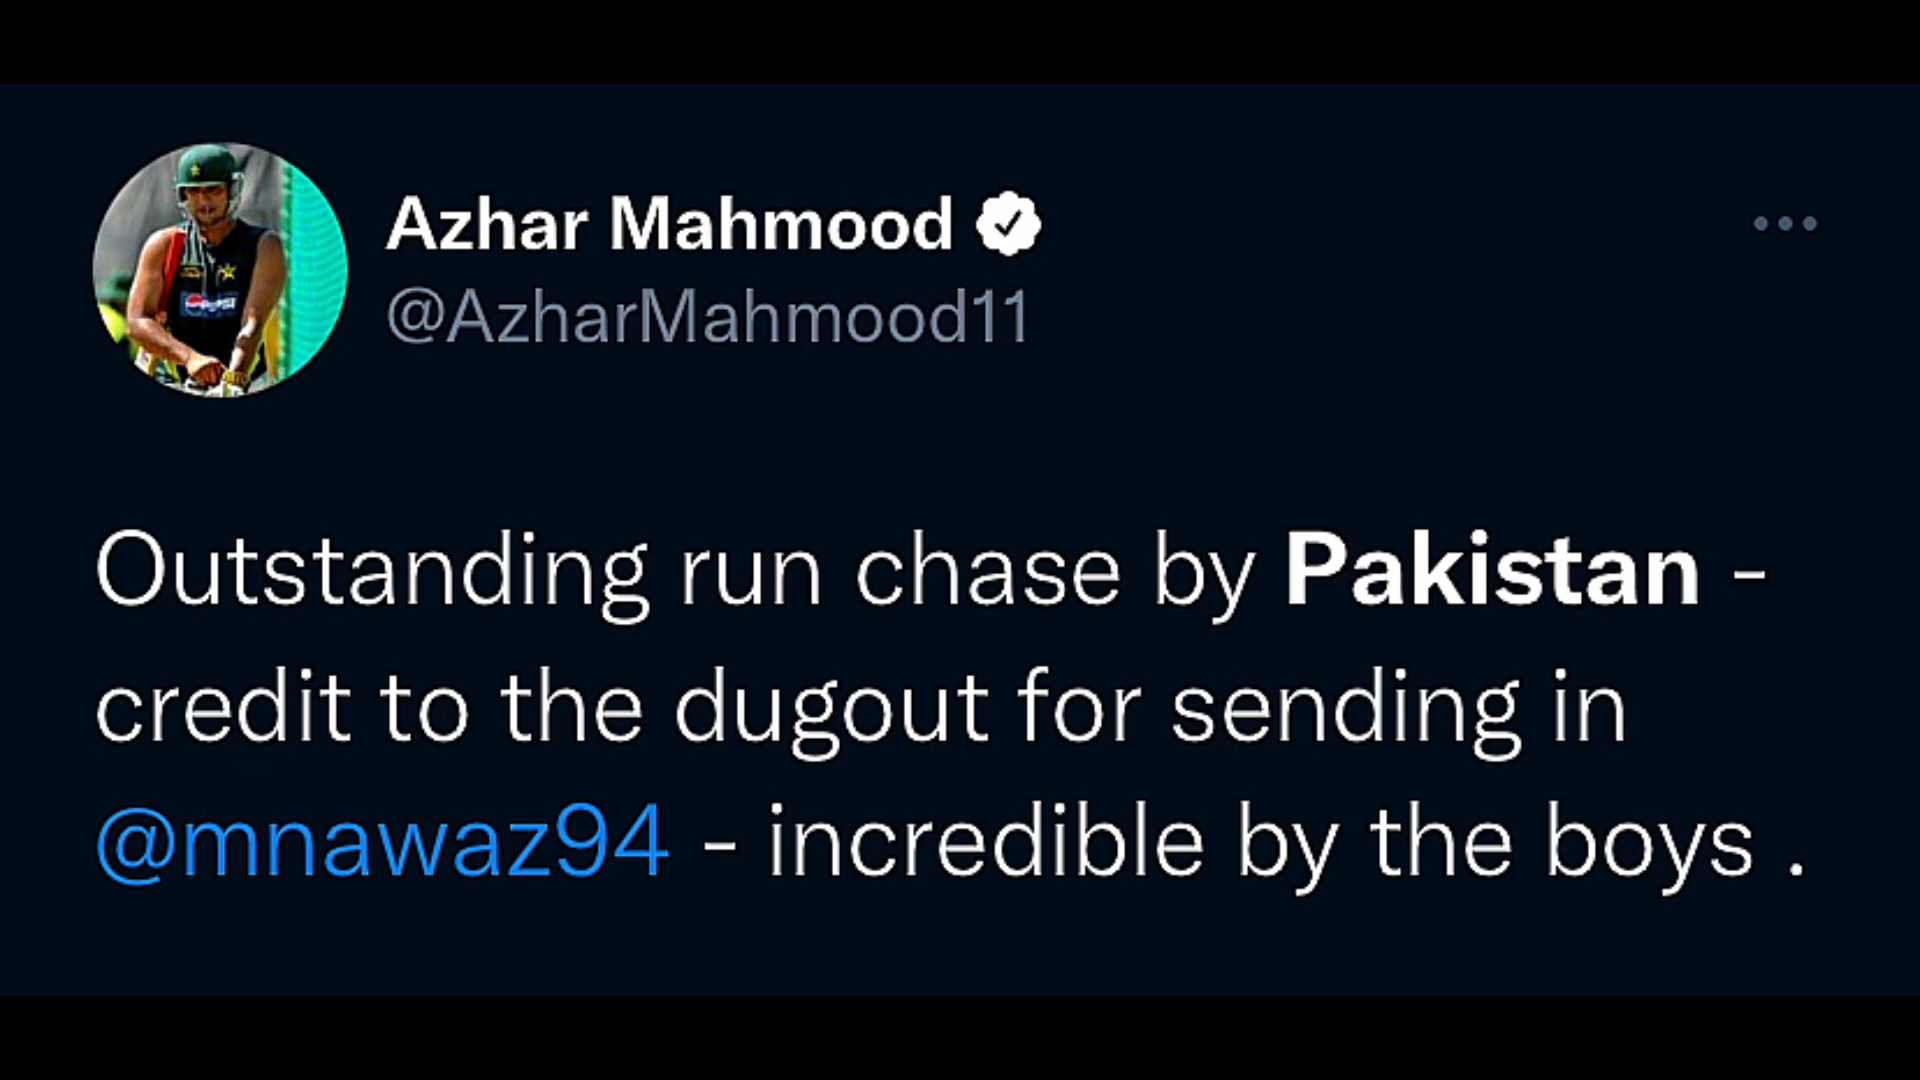 Azhar Mahmood
@AzharMahmood11
Outstanding run chase by Pakistan -
credit to the dugout for sending in
@mnawaz94 - incredible by the boys .